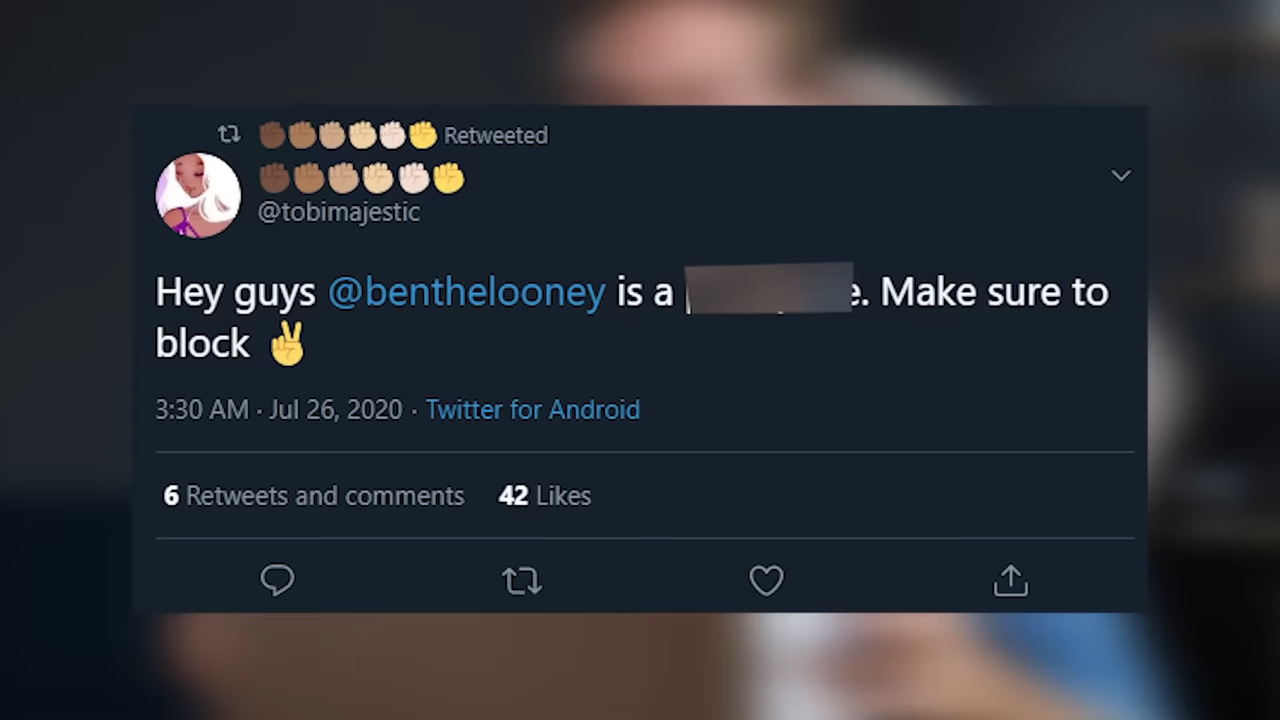 ✊🏿✊🏾✊🏽✊🏼✊🏻✊ Retweeted
✊🏿✊🏾✊🏽✊🏼✊🏻✊
@tobimajestic
Hey guys @benthelooney is a . Make sure to
block ✌
3:30 AM · Jul 26, 2020 · Twitter for Android
6 Retweets and comments 42 Likes